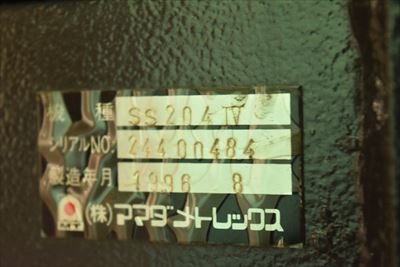 機種 SS204Ⅳ
シリアルNO. 24400484
製造年月 1996 8
(株)アマダメトレックス